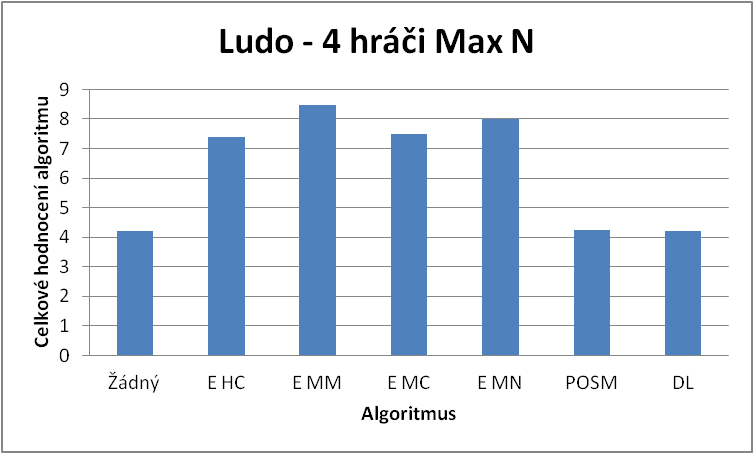 Ludo - 4 hráči Max N
Celkové hodnocení algoritmu
9
8
7
6
5
4
3
2
1
0
Žádný E HC E MM E MC E MN POSM DL
Algoritmus